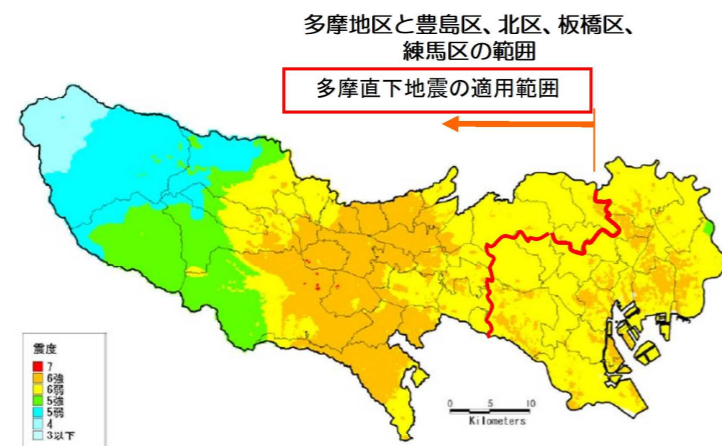 多摩地区と豊島区、北区、板橋区、
練馬区の範囲
多摩直下地震の適用範囲
震度
7
6強
6弱
5強
5弱
4
3以下
0 5 10
Kilometers